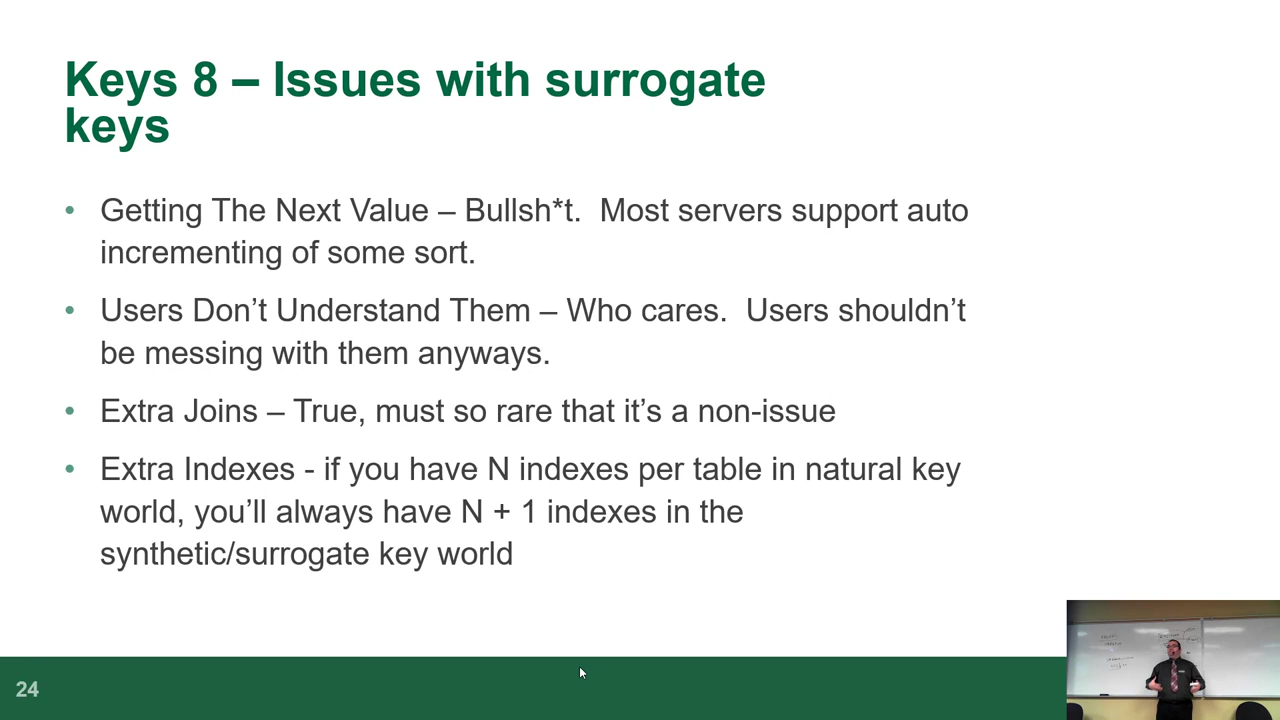 Keys 8 – Issues with surrogate
keys
• Getting The Next Value – Bullsh*t.  Most servers support auto
incrementing of some sort.
• Users Don’t Understand Them – Who cares.  Users shouldn’t
be messing with them anyways.
• Extra Joins – True, must so rare that it’s a non-issue
• Extra Indexes - if you have N indexes per table in natural key
world, you’ll always have N + 1 indexes in the
synthetic/surrogate key world
24